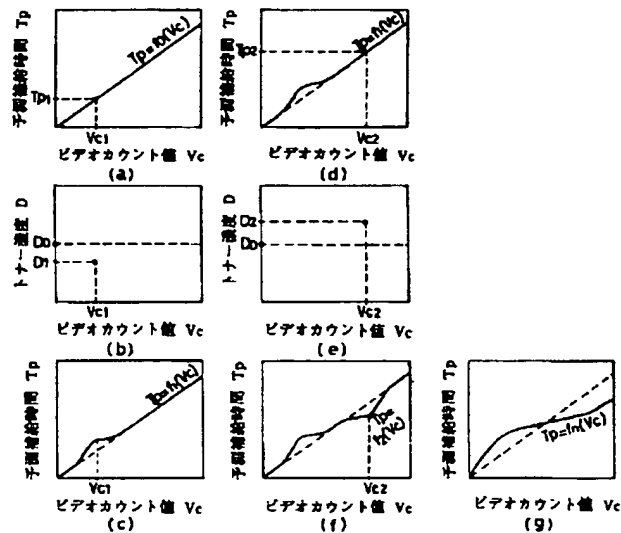 予測補給時間 Tp
Tp=f0(Vc)
Tp1
Vc1
ビデオカウント値 Vc
(a)
予測補給時間 Tp
Tp=f1(Vc)
Tp2
Vc2
ビデオカウント値 Vc
(d)
トナー濃度 D
D0
D1
Vc1
ビデオカウント値 Vc
(b)
トナー濃度 D
D2
D0
Vc2
ビデオカウント値 Vc
(e)
予測補給時間 Tp
Tp=f1(Vc)
Vc1
ビデオカウント値 Vc
(c)
予測補給時間 Tp
Tp=
f2(Vc)
Vc2
ビデオカウント値 Vc
(f)
予測補給時間 Tp
Tp=fn(Vc)
ビデオカウント値 Vc
(g)